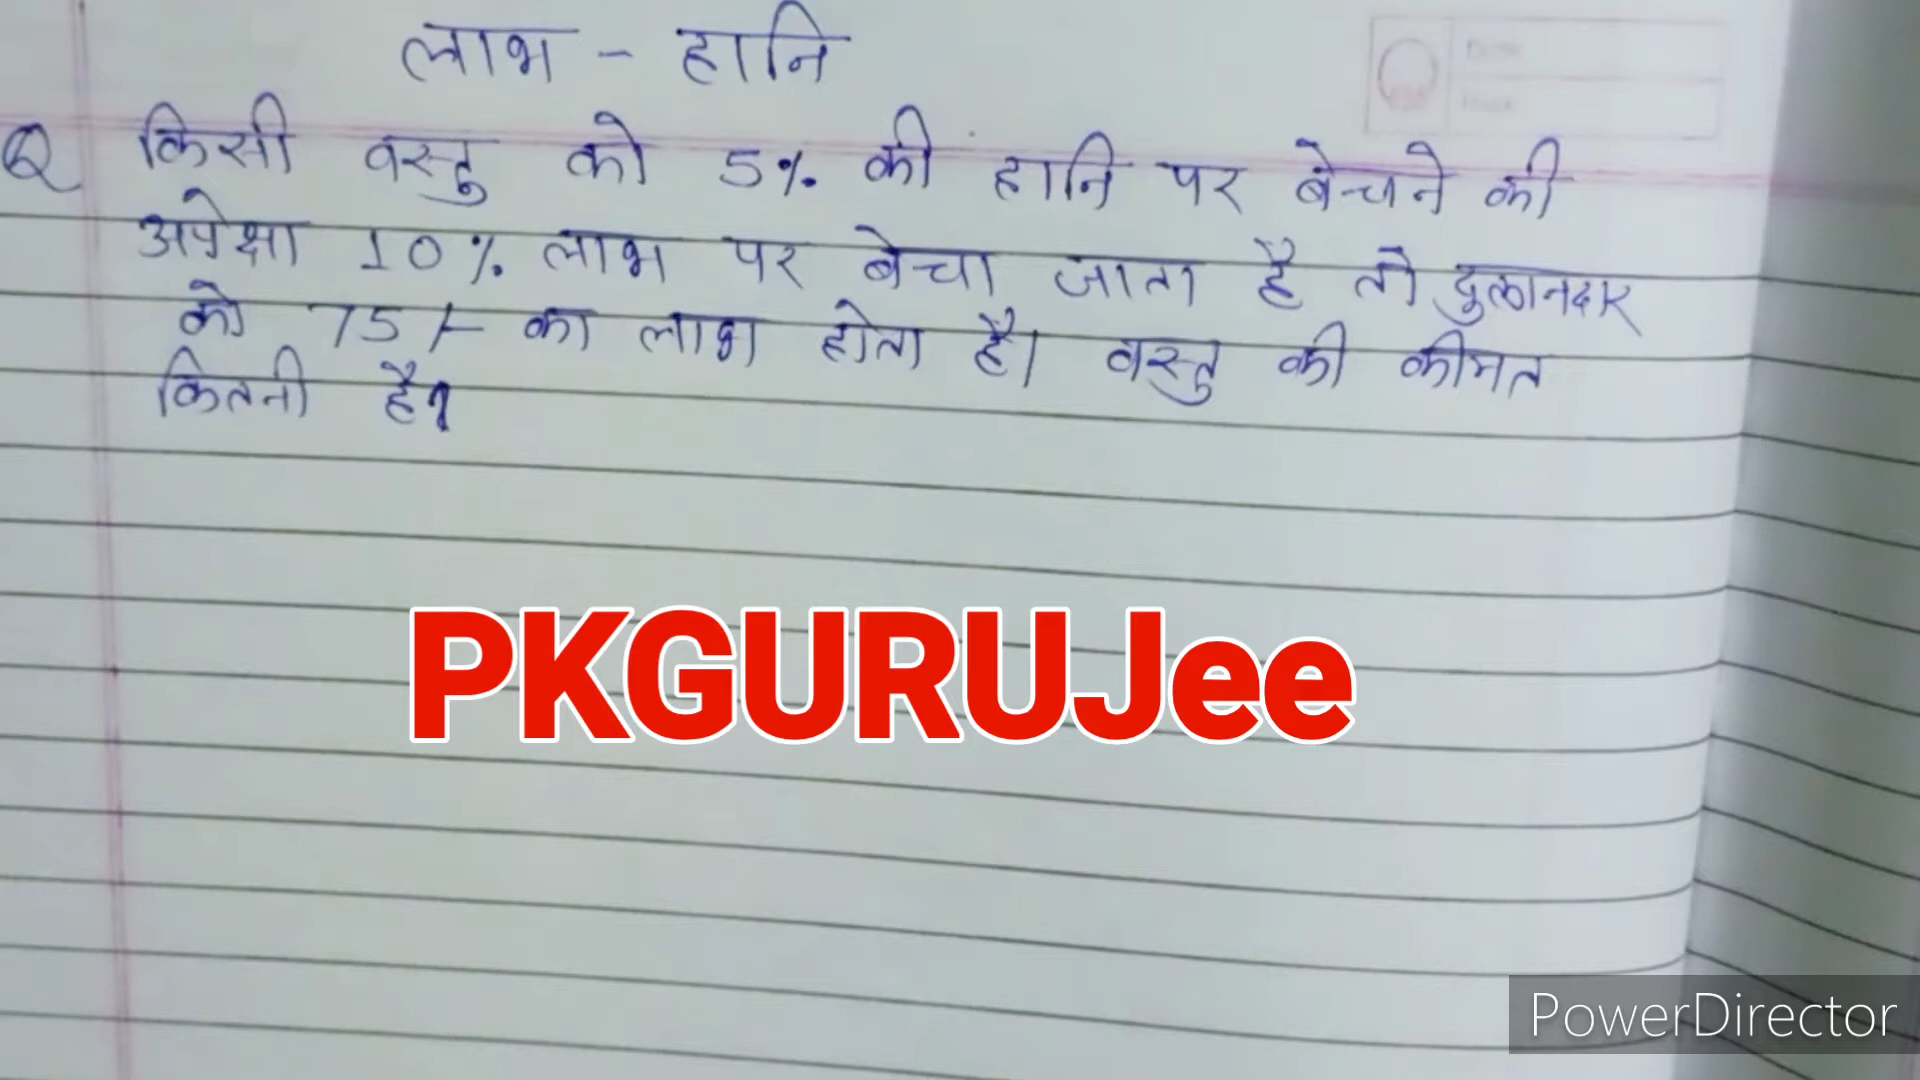 लाभ - हानि
Q किसी वस्तु को 5% की हानि पर बेचने की
अपेक्षा 10% लाभ पर बेचा जाता है तो दुकानदार
को 75/- का लाभ होता है। वस्तु की कीमत
कितनी है?
PKGURUJee
PowerDirector